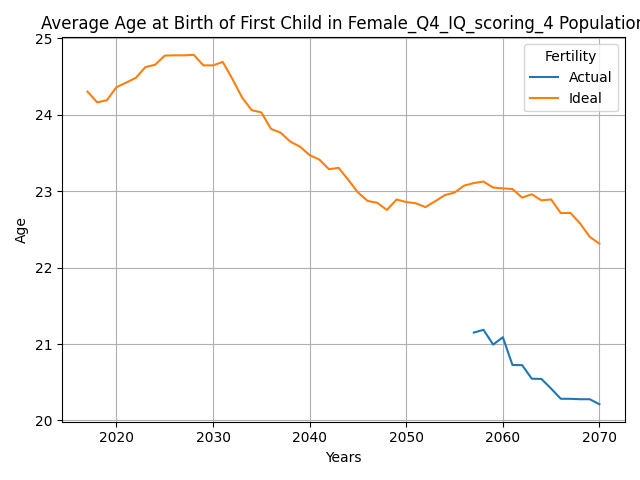 Average Age at Birth of First Child in Female_Q4_IQ_scoring_4 Population
Fertility
Actual
Ideal
25
24
23
22
21
20
Age
2020 2030 2040 2050 2060 2070
Years